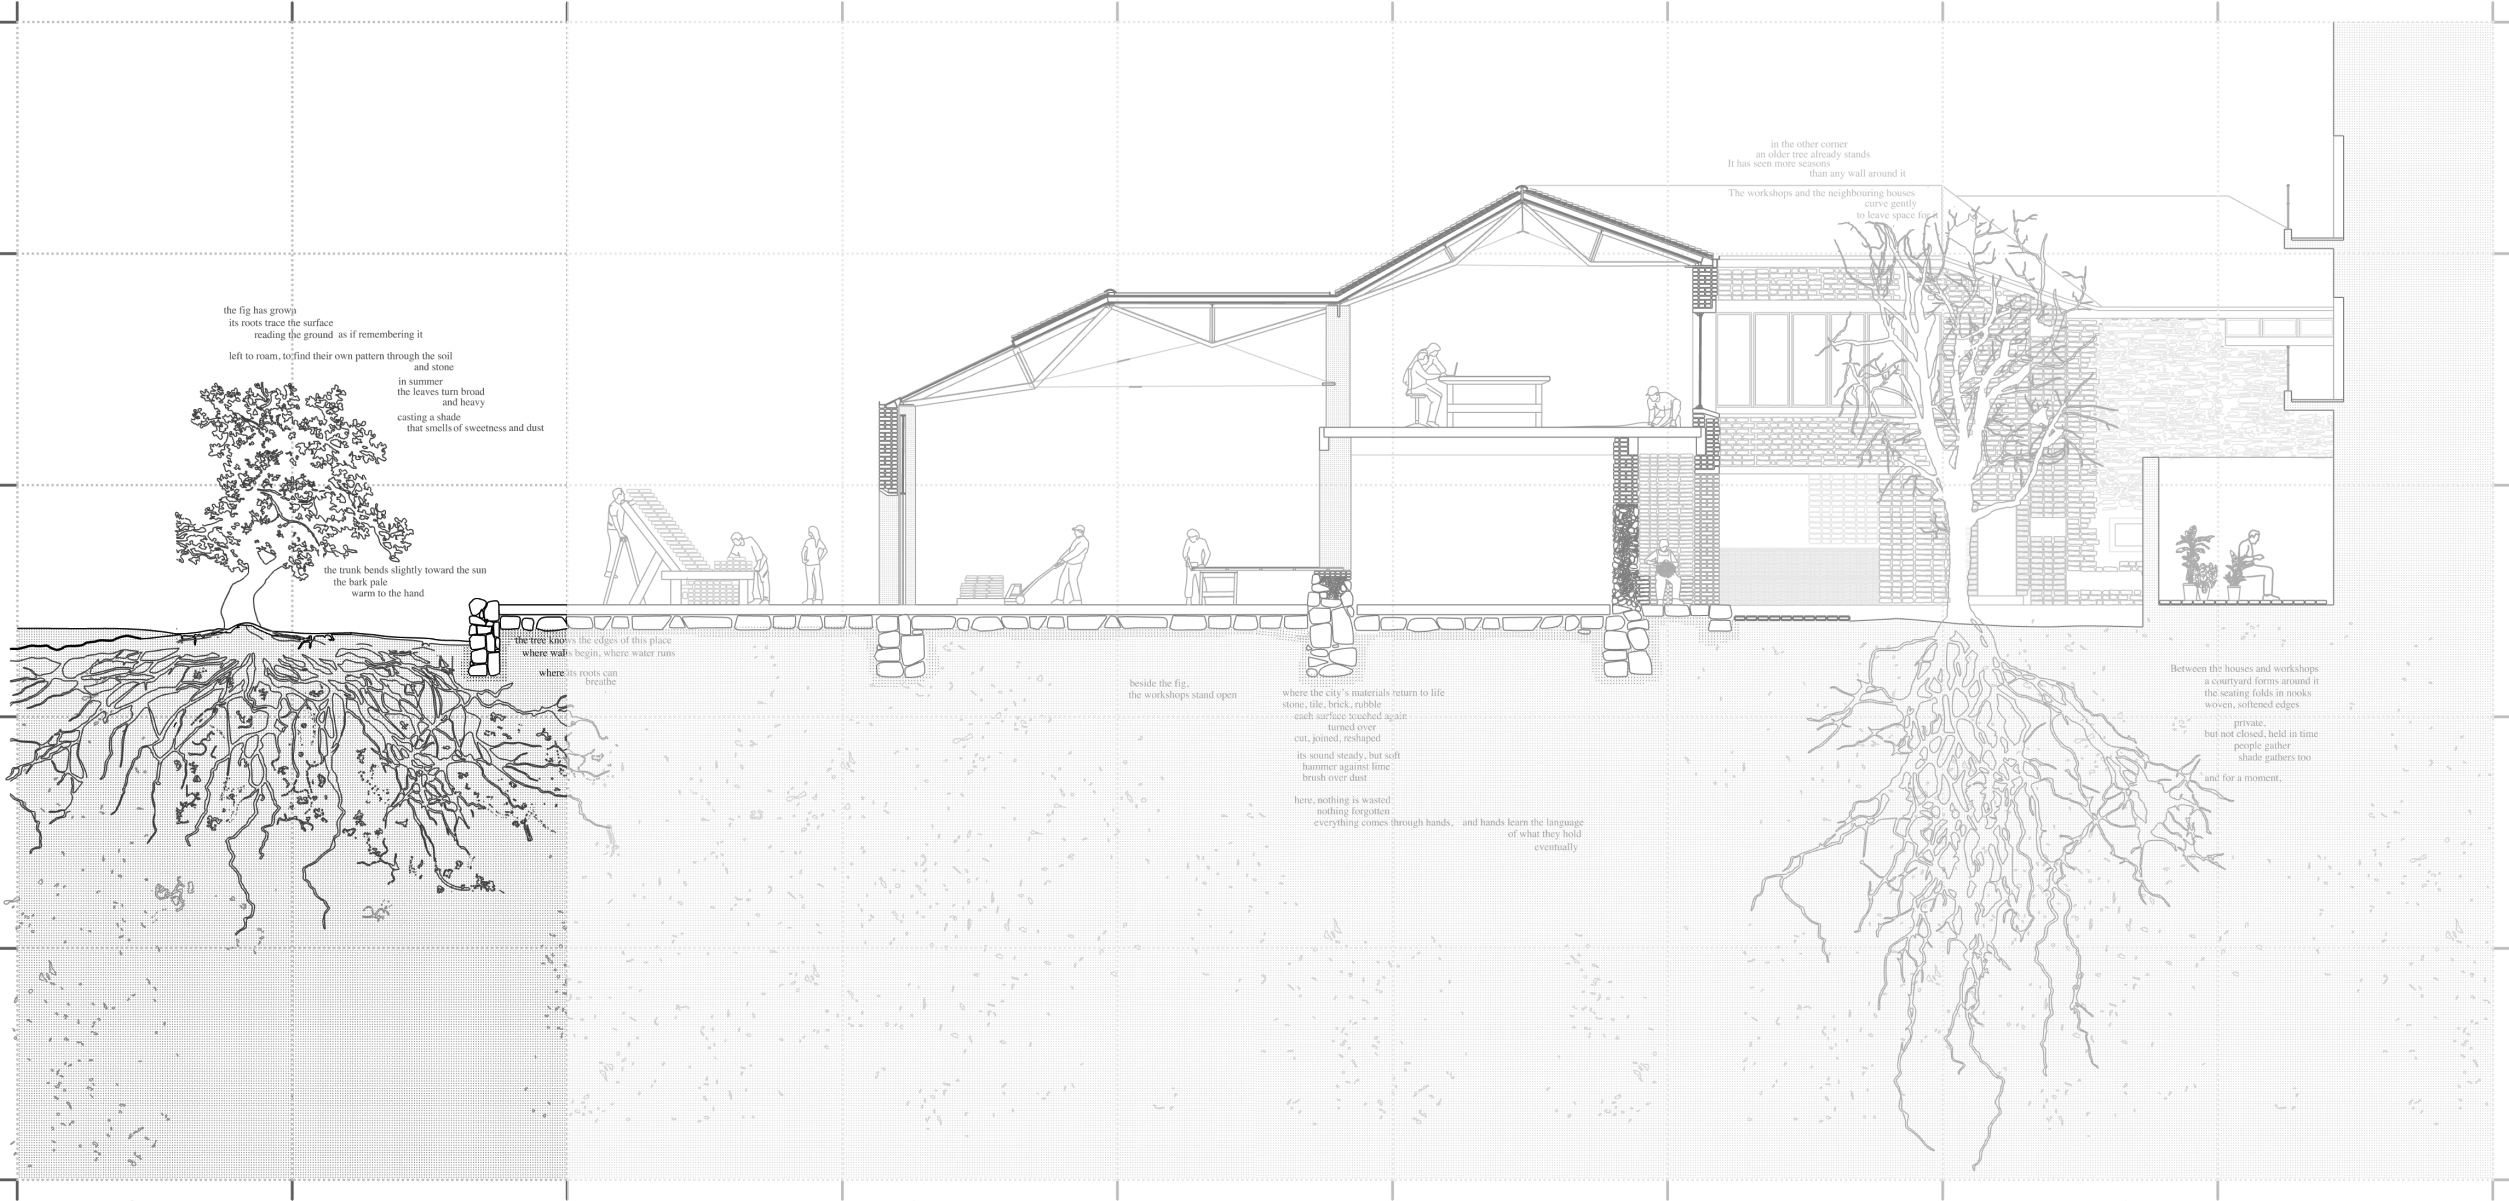 the fig has grown
its roots trace the surface
reading the ground as if remembering it
left to roam, to find their own pattern through the soil
and stone
in summer
the leaves turn broad
and heavy
casting a shade
that smells of sweetness and dust
the trunk bends slightly toward the sun
the bark pale
warm to the hand
the tree knows the edges of this place
where walls begin, where water runs
where its roots can
breathe
beside the fig,
the workshops stand open
where the city's materials return to life
stone, tile, brick, rubble
each surface touched again
turned over
cut, joined, reshaped
its sound steady, but soft
hammer against lime
brush over dust
here, nothing is wasted
nothing forgotten
everything comes through hands, and hands learn the language
of what they hold
eventually
in the other corner
an older tree already stands
It has seen more seasons
than any wall around it
The workshops and the neighbouring houses
curve gently
to leave space for it
Between the houses and workshops
a courtyard forms around it
the seating folds in nooks
woven, softened edges
private,
but not closed, held in time
people gather
shade gathers too
and for a moment,